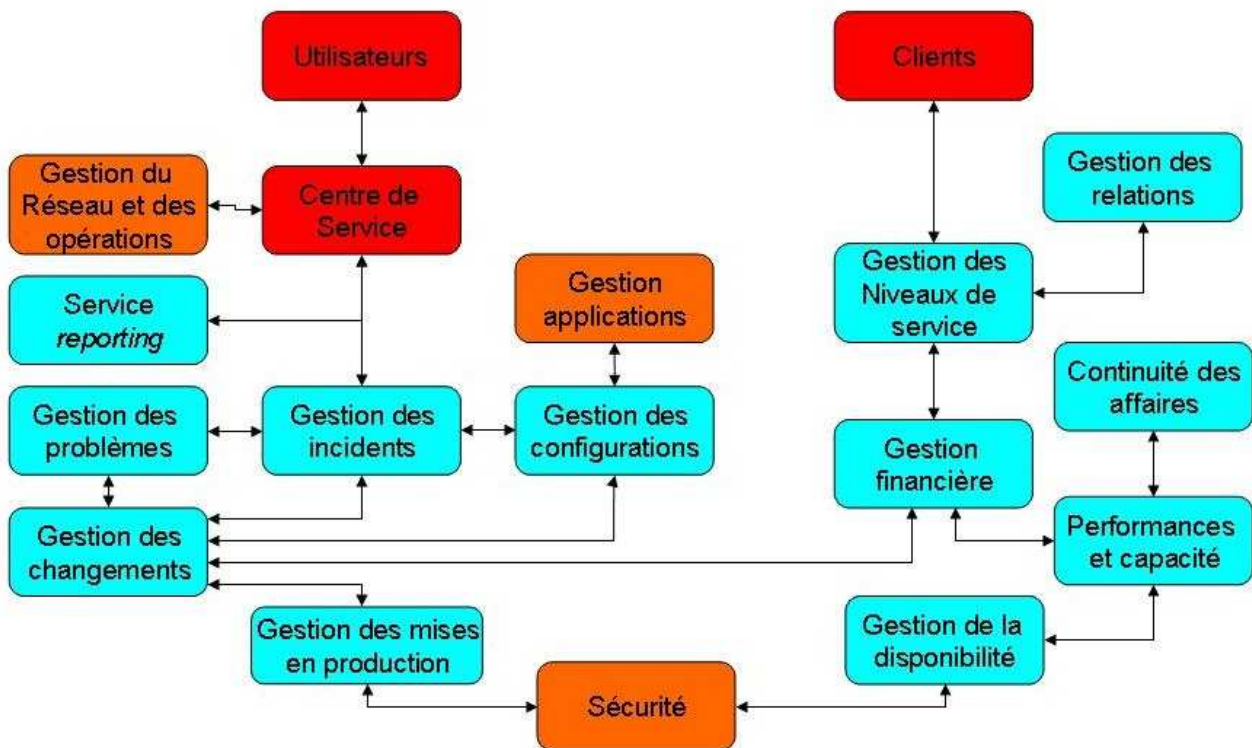 Utilisateurs
Clients
Gestion du
Réseau et des
opérations
Centre de
Service
Gestion des
relations
Service
reporting
Gestion
applications
Gestion des
Niveaux de
service
Gestion des
problèmes
Gestion des
incidents
Gestion des
configurations
Continuité des
affaires
Gestion
financière
Gestion des
changements
Performances
et capacité
Gestion des mises
en production
Gestion de la
disponibilité
Sécurité